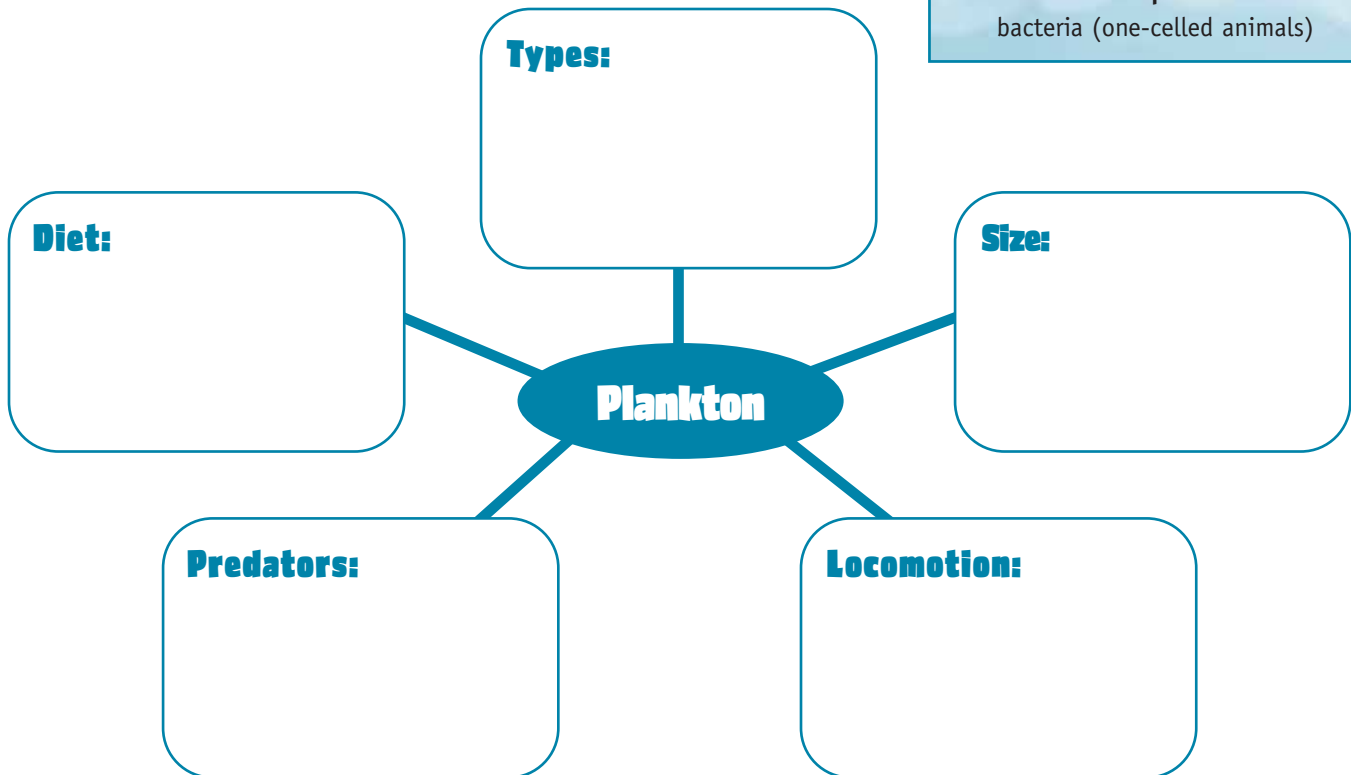 bacteria (one-celled animals)
Types:
Diet:
Size:
Plankton
Predators:
Locomotion: